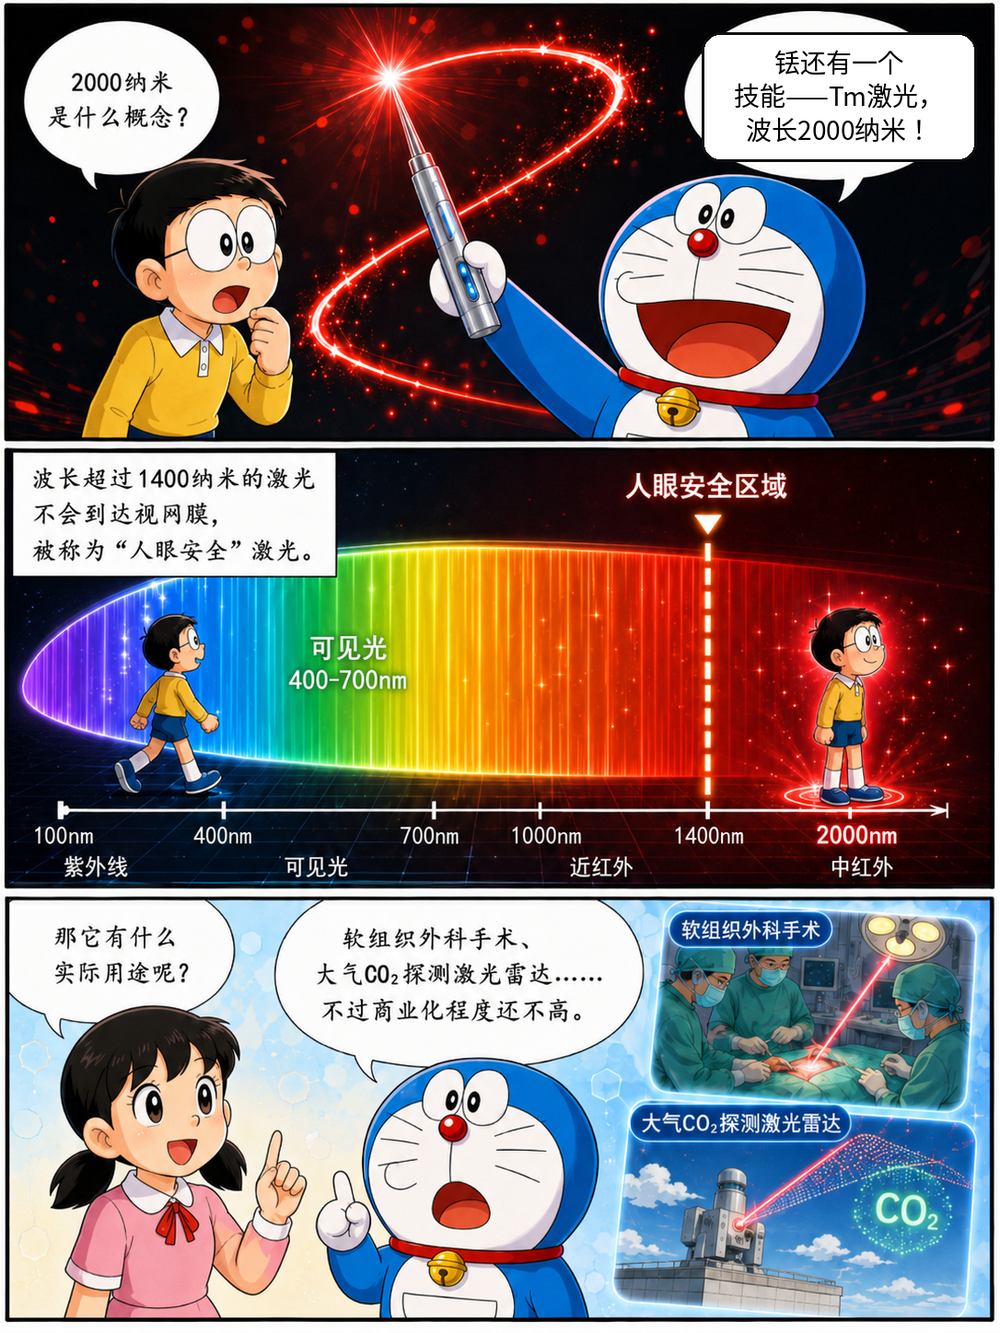 2000纳米
是什么概念？
铥还有一个
技能——Tm激光，
波长2000纳米！
波长超过1400纳米的激光
不会到达视网膜，
被称为“人眼安全”激光。
人眼安全区域
可见光
400-700nm
100nm
400nm
700nm
1000nm
1400nm
2000nm
紫外线
可见光
近红外
中红外
那它有什么
实际用途呢？
软组织外科手术、
大气CO₂探测激光雷达……
不过商业化程度还不高。
软组织外科手术
大气CO₂探测激光雷达
CO₂